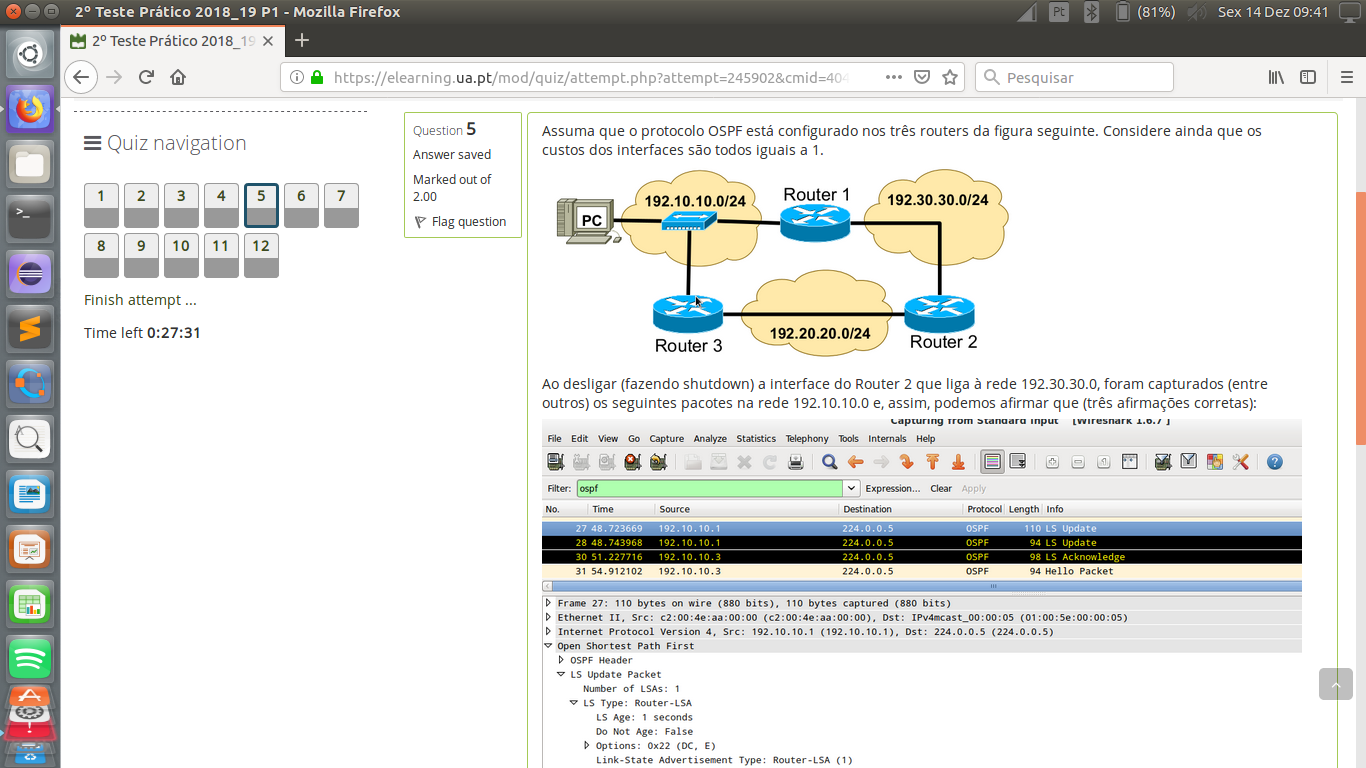 2º Teste Prático 2018_19 P1 - Mozilla Firefox
Pt
(81%)
Sex 14 Dez 09:41
2º Teste Prático 2018_19
https://elearning.ua.pt/mod/quiz/attempt.php?attempt=245902&cmid=404
Pesquisar
Quiz navigation
1 2 3 4 5 6 7
8 9 10 11 12
Finish attempt ...
Time left 0:27:31
Question 5
Answer saved
Marked out of
2.00
Flag question
Assuma que o protocolo OSPF está configurado nos três routers da figura seguinte. Considere ainda que os
custos dos interfaces são todos iguais a 1.
PC
192.10.10.0/24
Router 1
192.30.30.0/24
Router 3
192.20.20.0/24
Router 2
Ao desligar (fazendo shutdown) a interface do Router 2 que liga à rede 192.30.30.0, foram capturados (entre
outros) os seguintes pacotes na rede 192.10.10.0 e, assim, podemos afirmar que (três afirmações corretas):
Capturing from Standard Input [Wireshark 1.6.7 ]
File Edit View Go Capture Analyze Statistics Telephony Tools Internals Help
Filter: ospf Expression... Clear Apply
No. Time Source Destination Protocol Length Info
27 48.723669 192.10.10.1 224.0.0.5 OSPF 110 LS Update
28 48.743968 192.10.10.1 224.0.0.5 OSPF 94 LS Update
30 51.227716 192.10.10.3 224.0.0.5 OSPF 98 LS Acknowledge
31 54.912102 192.10.10.3 224.0.0.5 OSPF 94 Hello Packet
Frame 27: 110 bytes on wire (880 bits), 110 bytes captured (880 bits)
Ethernet II, Src: c2:00:4e:aa:00:00 (c2:00:4e:aa:00:00), Dst: IPv4mcast_00:00:05 (01:00:5e:00:00:05)
Internet Protocol Version 4, Src: 192.10.10.1 (192.10.10.1), Dst: 224.0.0.5 (224.0.0.5)
Open Shortest Path First
OSPF Header
LS Update Packet
Number of LSAs: 1
LS Type: Router-LSA
LS Age: 1 seconds
Do Not Age: False
Options: 0x22 (DC, E)
Link-State Advertisement Type: Router-LSA (1)